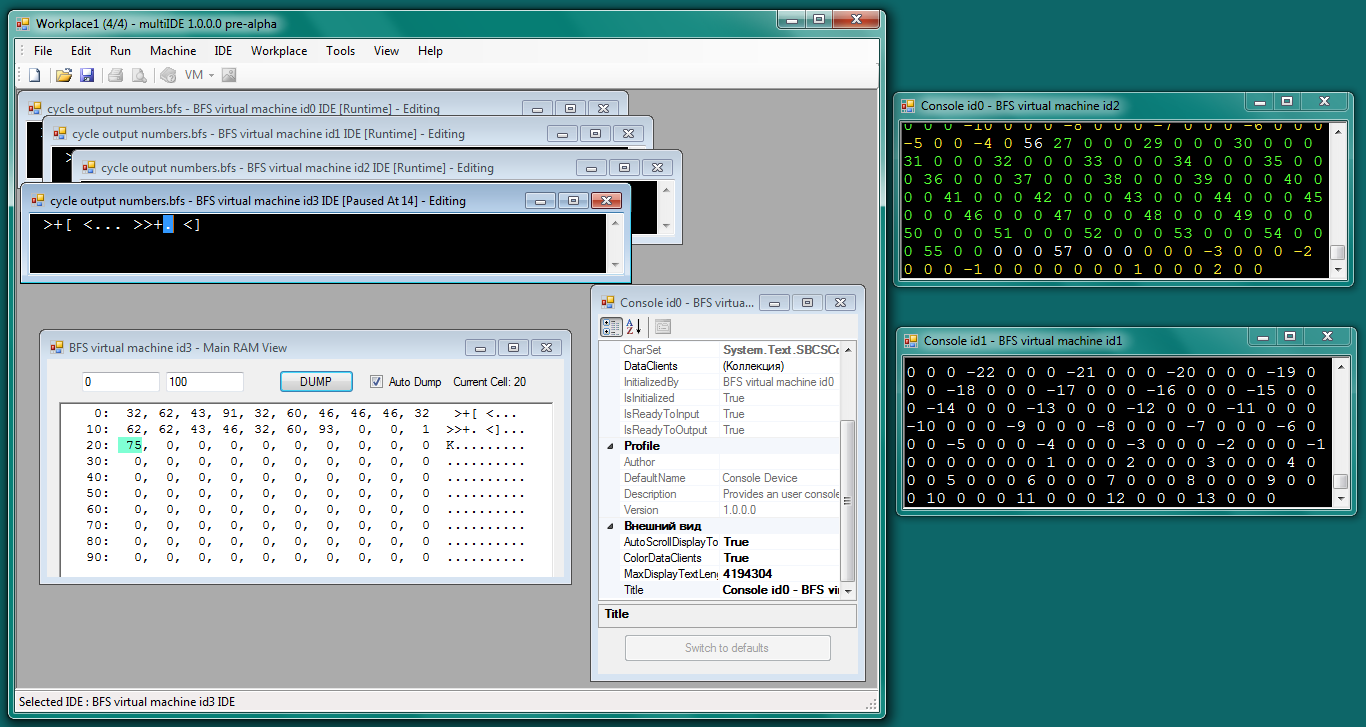 Workplace1 (4/4) - multiIDE 1.0.0.0 pre-alpha
File Edit Run Machine IDE Workplace Tools View Help
VM
cycle output numbers.bfs - BFS virtual machine id0 IDE [Runtime] - Editing
cycle output numbers.bfs - BFS virtual machine id1 IDE [Runtime] - Editing
>
cycle output numbers.bfs - BFS virtual machine id2 IDE [Runtime] - Editing
cycle output numbers.bfs - BFS virtual machine id3 IDE [Paused At 14] - Editing
>+[ <... >>+. <]
BFS virtual machine id3 - Main RAM View
0 100 DUMP Auto Dump Current Cell: 20
0: 32, 62, 43, 91, 32, 60, 46, 46, 46, 32 >+[ <...
10: 62, 62, 43, 46, 32, 60, 93, 0, 0, 1 >>+. <]...
20: 75, 0, 0, 0, 0, 0, 0, 0, 0, 0 K.........
30: 0, 0, 0, 0, 0, 0, 0, 0, 0, 0 ..........
40: 0, 0, 0, 0, 0, 0, 0, 0, 0, 0 ..........
50: 0, 0, 0, 0, 0, 0, 0, 0, 0, 0 ..........
60: 0, 0, 0, 0, 0, 0, 0, 0, 0, 0 ..........
70: 0, 0, 0, 0, 0, 0, 0, 0, 0, 0 ..........
80: 0, 0, 0, 0, 0, 0, 0, 0, 0, 0 ..........
90: 0, 0, 0, 0, 0, 0, 0, 0, 0, 0 ..........
Console id0 - BFS virtua...
CharSet System.Text.SBCSCo
DataClients (Коллекция)
InitializedBy BFS virtual machine id0
IsInitialized True
IsReadyToInput True
IsReadyToOutput True
Profile
Author
DefaultName Console Device
Description Provides an user console
Version 1.0.0.0
Внешний вид
AutoScrollDisplayTo True
ColorDataClients True
MaxDisplayTextLeng 4194304
Title Console id0 - BFS vi
Title
Switch to defaults
Selected IDE : BFS virtual machine id3 IDE
Console id0 - BFS virtual machine id2
0 0 0 -10 0 0 0 -8 0 0 0 -7 0 0 0 -6 0 0 0
-5 0 0 -4 0 56 27 0 0 0 29 0 0 0 30 0 0 0
31 0 0 0 32 0 0 0 33 0 0 0 34 0 0 0 35 0 0
0 36 0 0 0 37 0 0 0 38 0 0 0 39 0 0 0 40 0
0 0 41 0 0 0 42 0 0 0 43 0 0 0 44 0 0 0 45
0 0 0 46 0 0 0 47 0 0 0 48 0 0 0 49 0 0 0
50 0 0 0 51 0 0 0 52 0 0 0 53 0 0 0 54 0 0
0 55 0 0 0 0 0 57 0 0 0 0 0 0 -3 0 0 0 -2
0 0 0 -1 0 0 0 0 0 0 0 1 0 0 0 2 0 0
Console id1 - BFS virtual machine id1
0 0 0 -22 0 0 0 -21 0 0 0 -20 0 0 0 -19 0
0 0 -18 0 0 0 -17 0 0 0 -16 0 0 0 -15 0 0
0 -14 0 0 0 -13 0 0 0 -12 0 0 0 -11 0 0 0
-10 0 0 0 -9 0 0 0 -8 0 0 0 -7 0 0 0 -6 0
0 0 -5 0 0 0 -4 0 0 0 -3 0 0 0 -2 0 0 0 -1
0 0 0 0 0 0 0 1 0 0 0 2 0 0 0 3 0 0 0 4 0
0 0 5 0 0 0 6 0 0 0 7 0 0 0 8 0 0 0 9 0 0
0 10 0 0 0 11 0 0 0 12 0 0 0 13 0 0 0